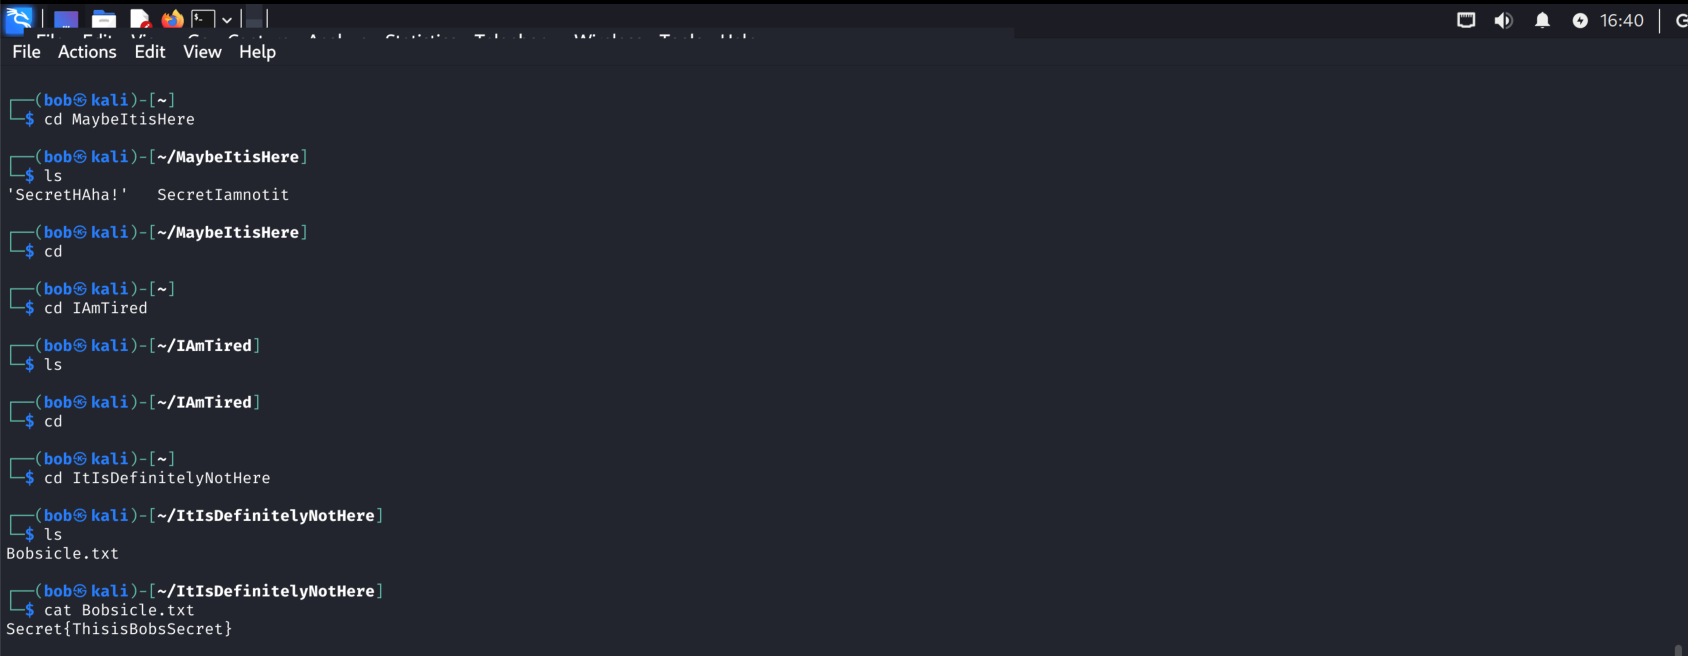 16:40
File Actions Edit View Help
┌──(bob㉿kali)-[~]
└─$ cd MaybeItisHere
┌──(bob㉿kali)-[~/MaybeItisHere]
└─$ ls
'SecretHAha!'   SecretIamnotit
┌──(bob㉿kali)-[~/MaybeItisHere]
└─$ cd
┌──(bob㉿kali)-[~]
└─$ cd IAmTired
┌──(bob㉿kali)-[~/IAmTired]
└─$ ls
┌──(bob㉿kali)-[~/IAmTired]
└─$ cd
┌──(bob㉿kali)-[~]
└─$ cd ItIsDefinitelyNotHere
┌──(bob㉿kali)-[~/ItIsDefinitelyNotHere]
└─$ ls
Bobsicle.txt
┌──(bob㉿kali)-[~/ItIsDefinitelyNotHere]
└─$ cat Bobsicle.txt
Secret{ThisisBobsSecret}